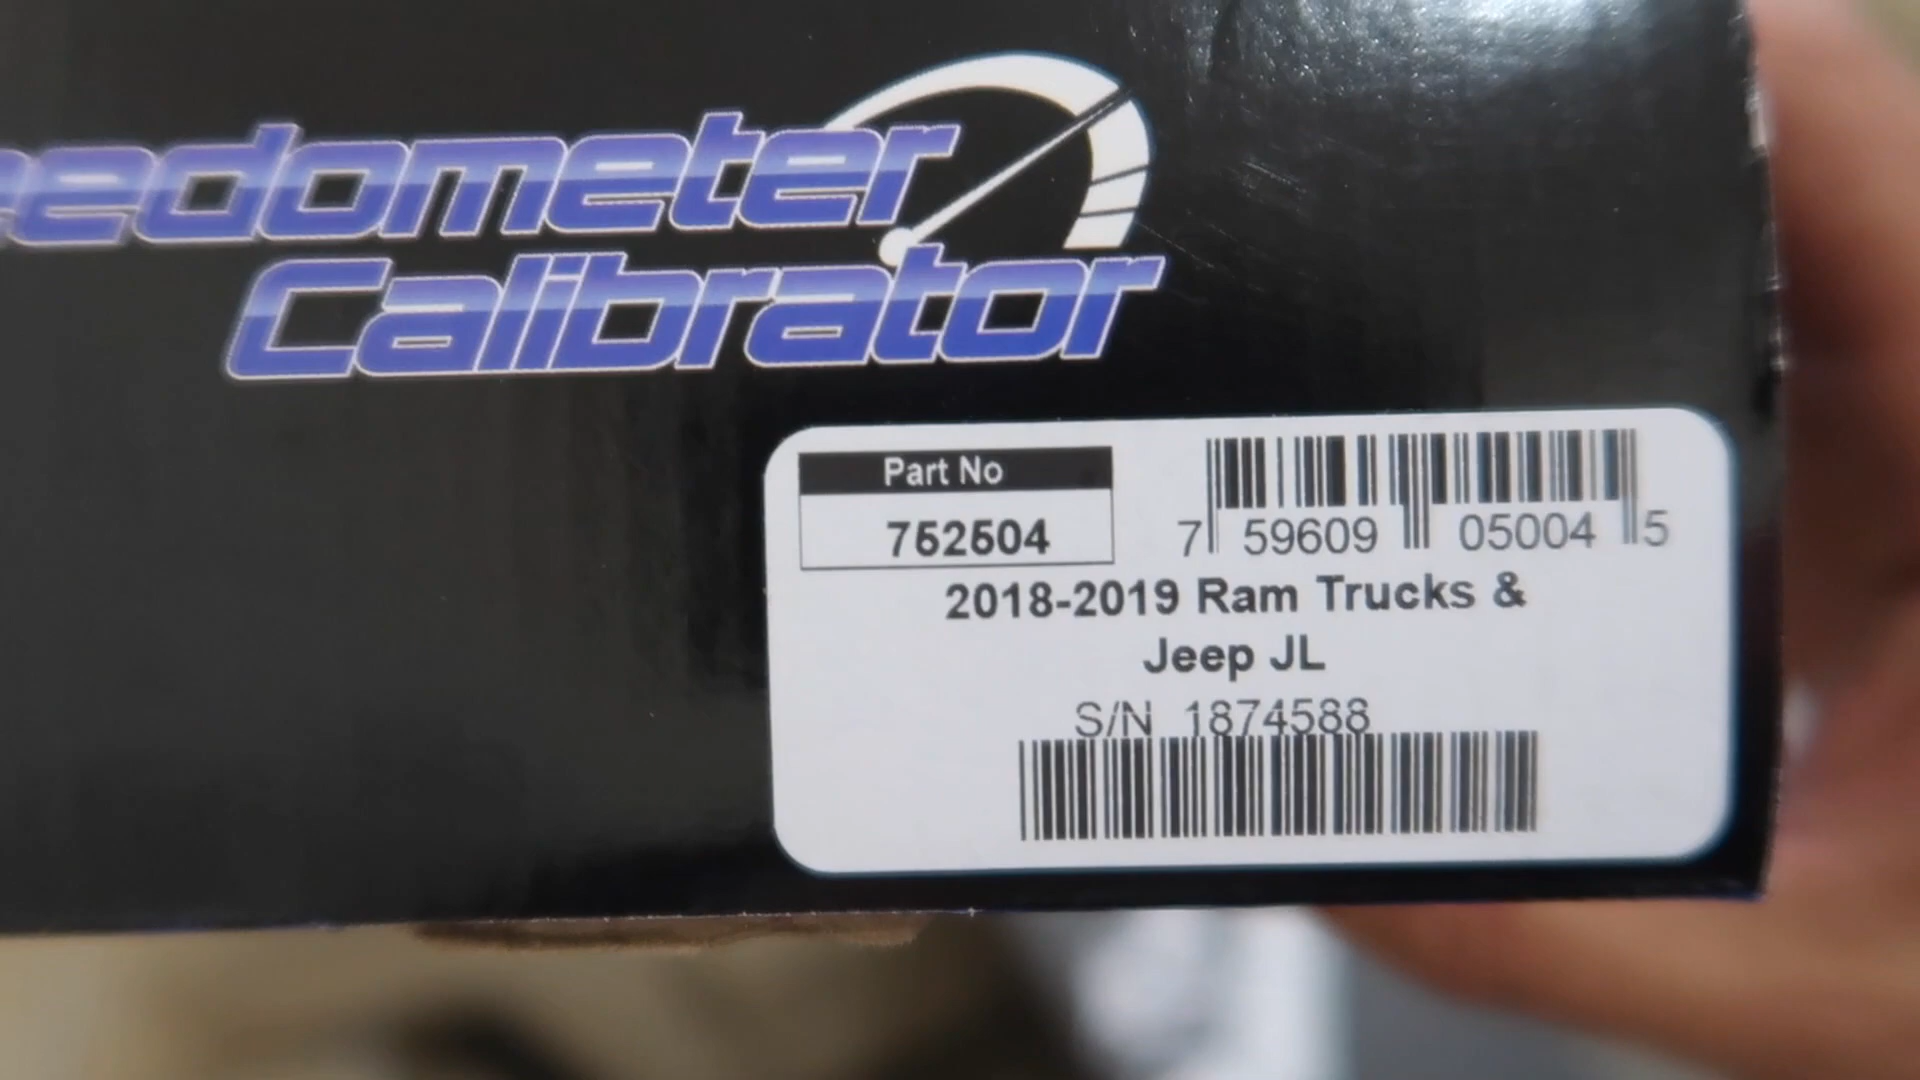 eedometer
Calibrator
Part No
752504
7 59609 05004 5
2018-2019 Ram Trucks &
Jeep JL
S/N 1874588